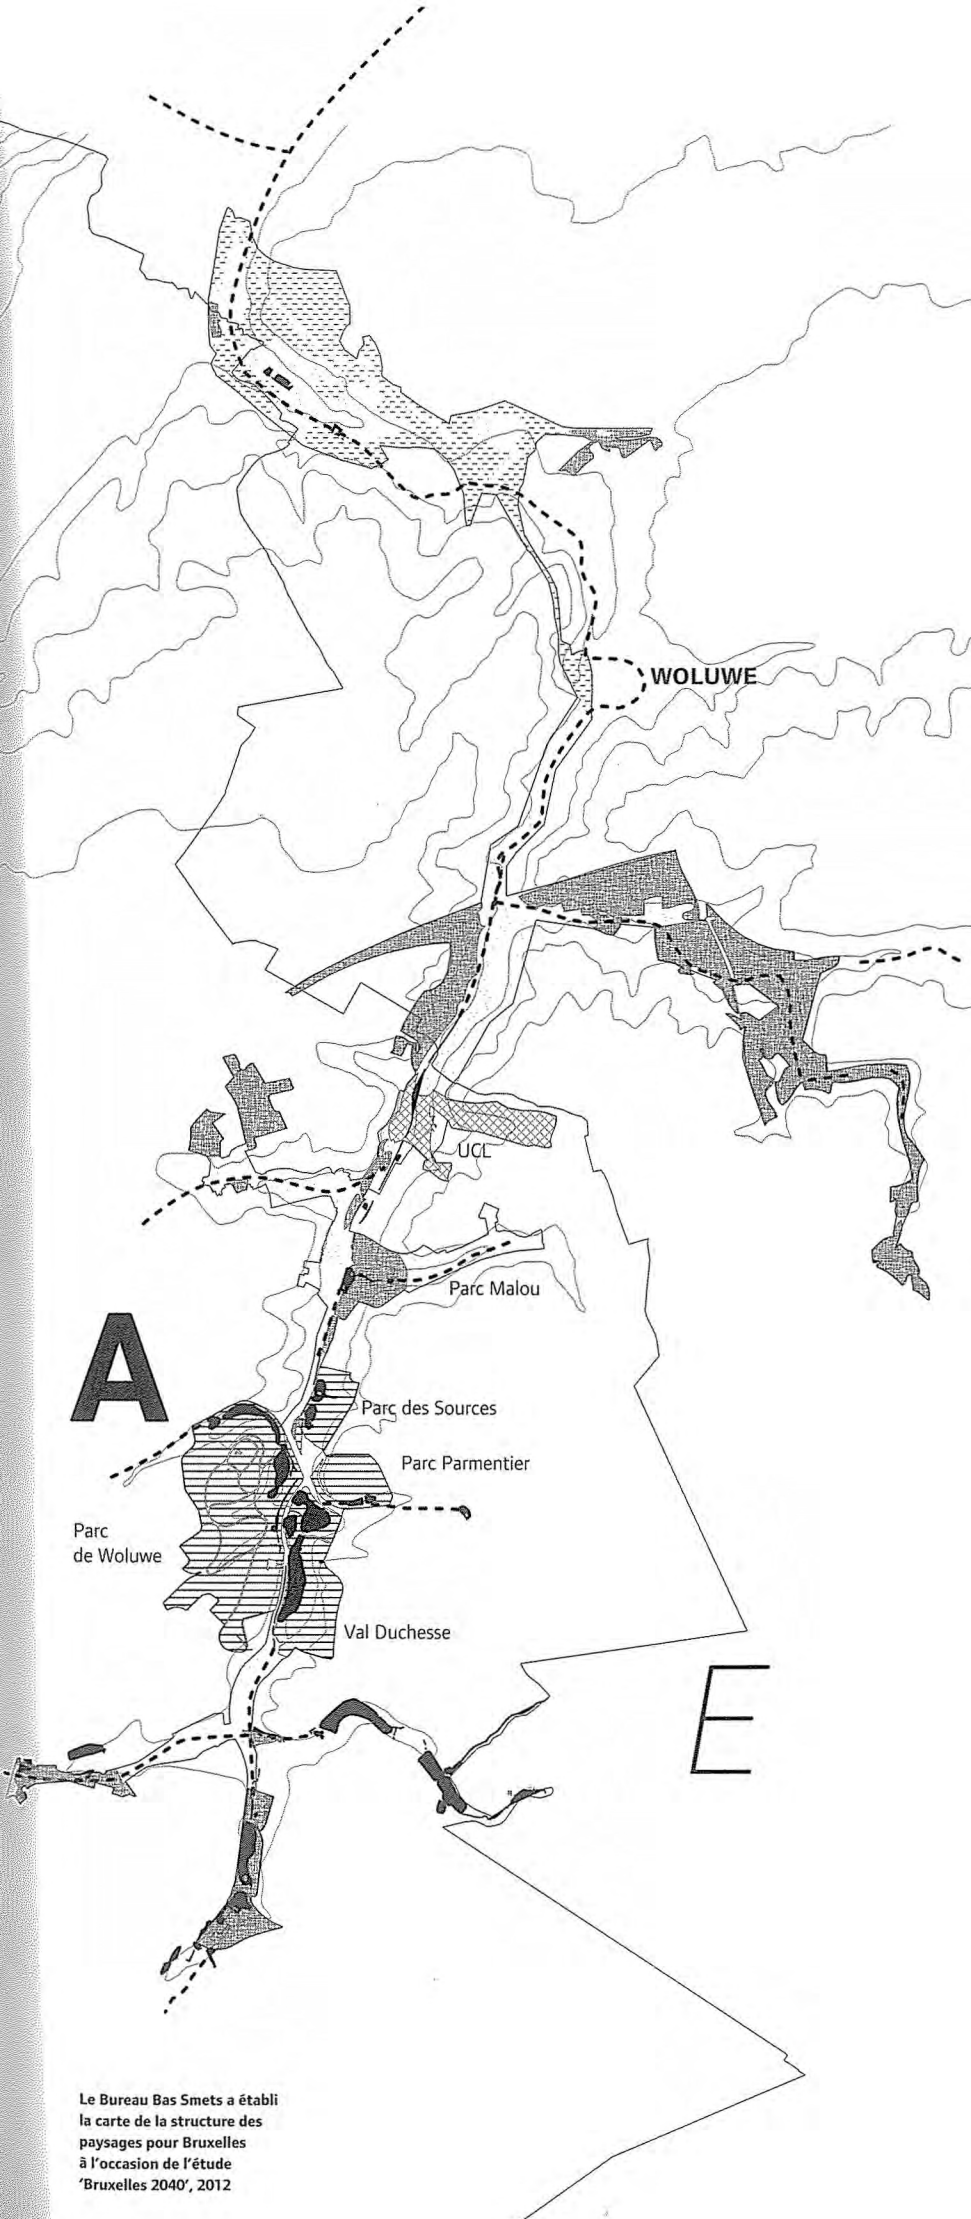 WOLUWE
UCL
Parc Malou
A
Parc des Sources
Parc Parmentier
Parc
de Woluwe
Val Duchesse
E
Le Bureau Bas Smets a établi
la carte de la structure des
paysages pour Bruxelles
à l'occasion de l'étude
'Bruxelles 2040', 2012